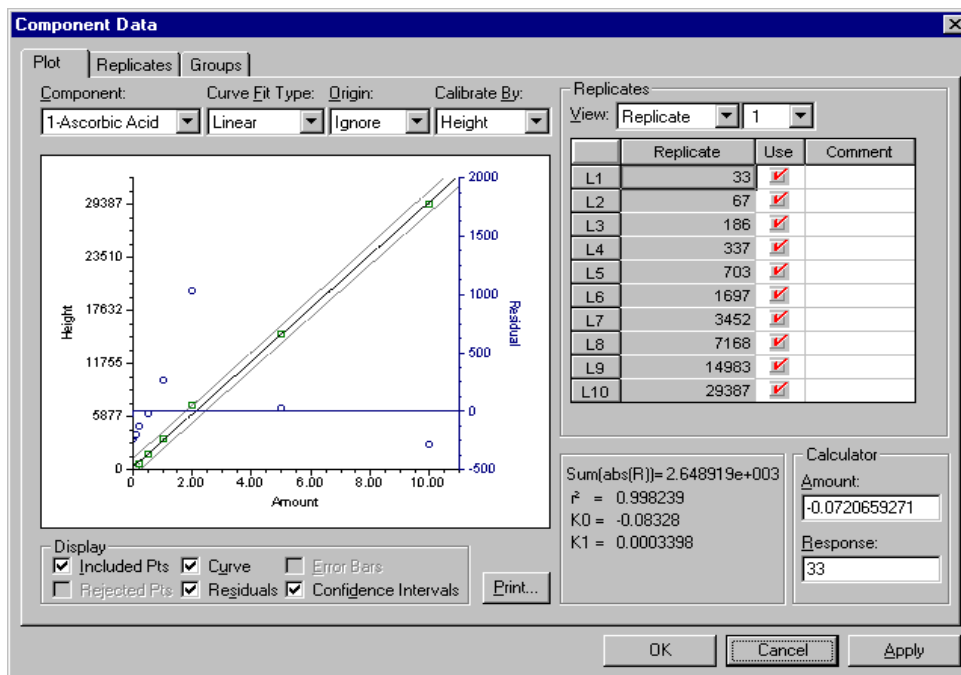 Component Data
Plot Replicates Groups
Component: Curve Fit Type: Origin: Calibrate By:
1-Ascorbic Acid Linear Ignore Height
29387
23510
17632
11755
5877
0
Height
2000
1500
1000
500
0
-500
Residual
0 2.00 4.00 6.00 8.00 10.00
Amount
Display
Included Pts Curve Error Bars
Rejected Pts Residuals Confidence Intervals
Print...
Replicates
View: Replicate 1
Replicate Use Comment
L1 33
L2 67
L3 186
L4 337
L5 703
L6 1697
L7 3452
L8 7168
L9 14983
L10 29387
Sum(abs(R))= 2.648919e+003
r² = 0.998239
K0 = -0.08328
K1 = 0.0003398
Calculator
Amount:
-0.0720659271
Response:
33
OK Cancel Apply